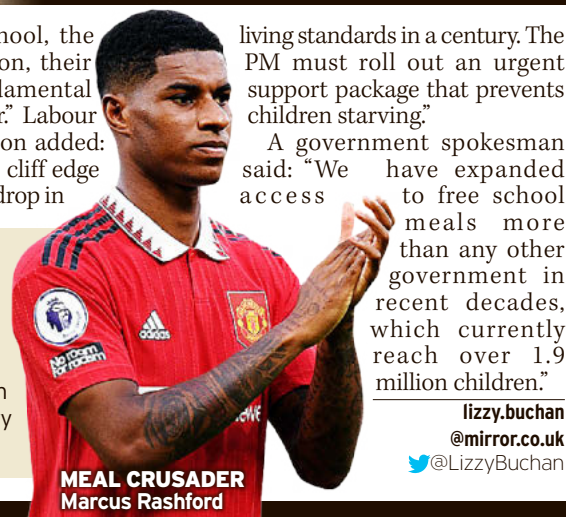 hool, the
on, their
damental
r.” Labour
on added:
cliff edge
drop in
n
y
living standards in a century. The
PM must roll out an urgent
support package that prevents
children starving.”
A government spokesman
said: “We have expanded
access to free school
meals more
than any other
government in
recent decades,
which currently
reach over 1.9
million children.”
lizzy.buchan
@mirror.co.uk
@LizzyBuchan
adidas
No room
for racism
MEAL CRUSADER
Marcus Rashford